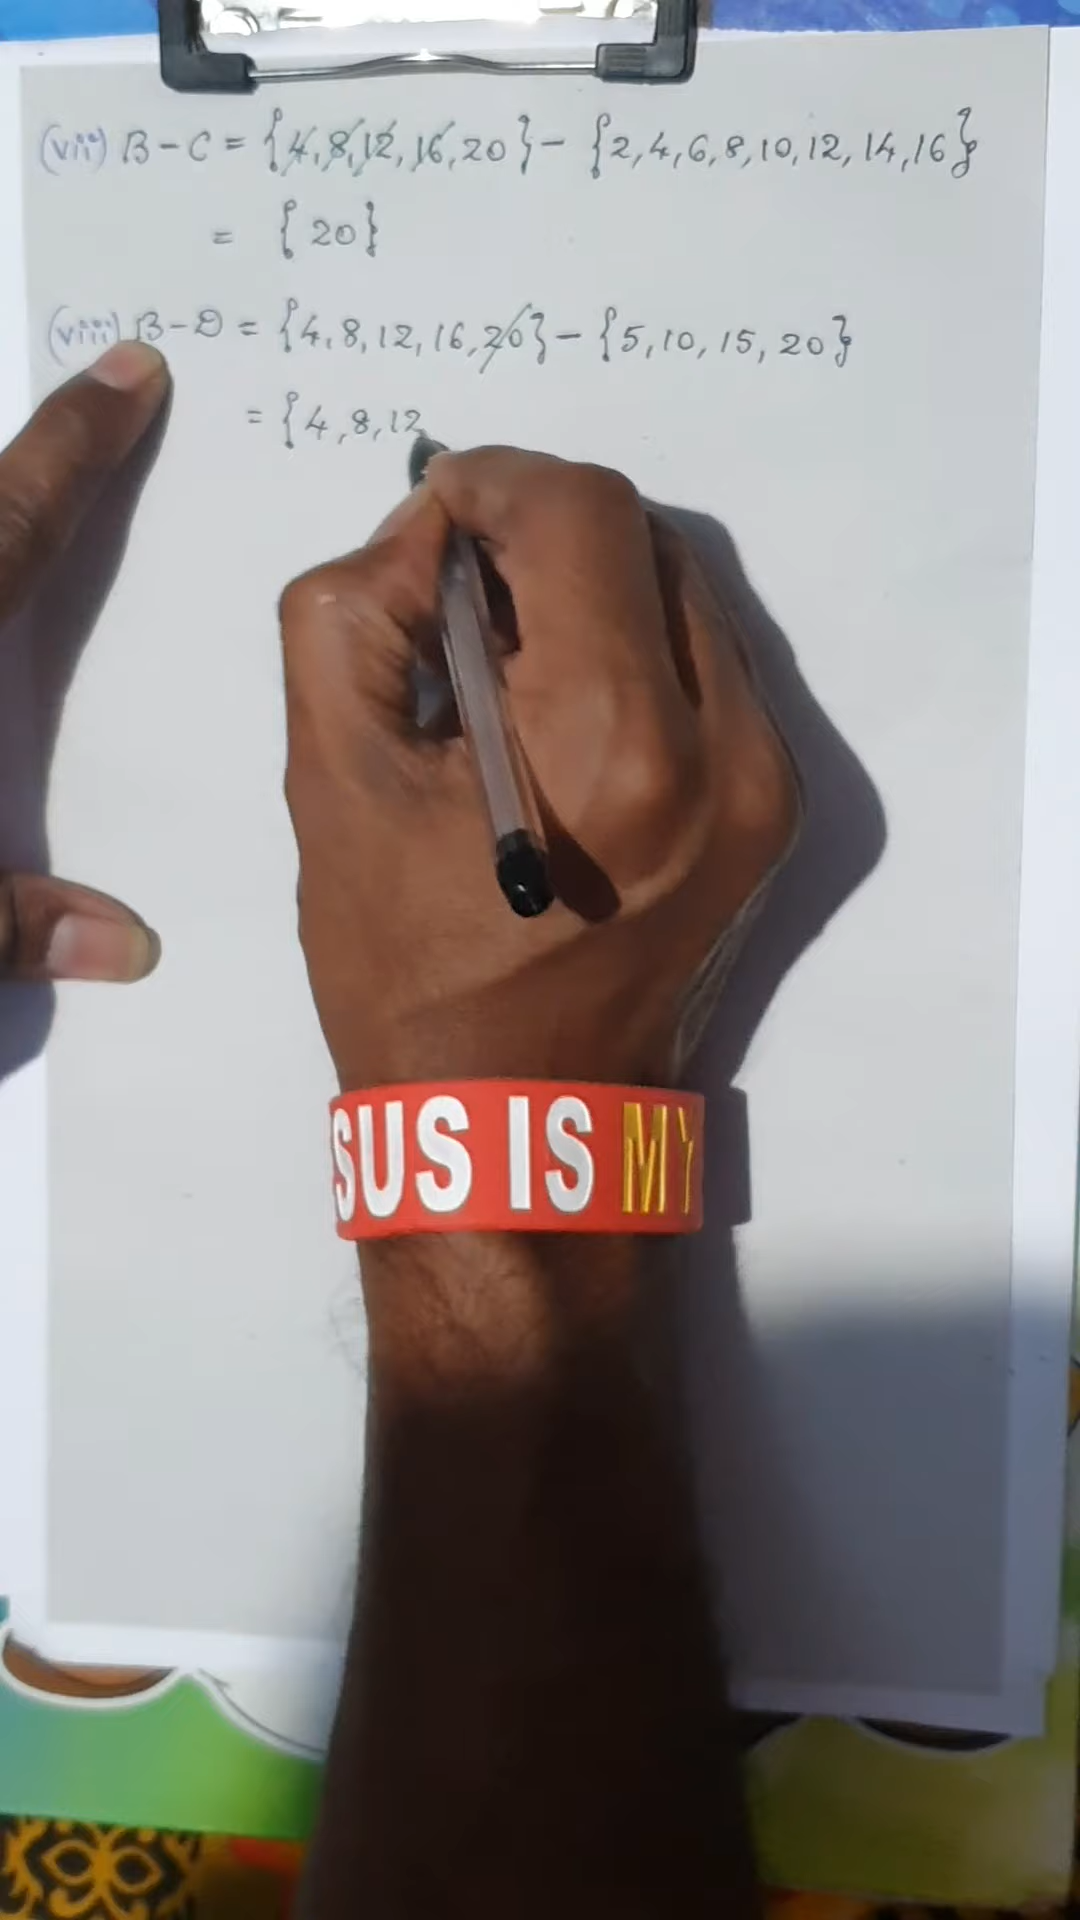 (vii) B-C = {4,8,12,16,20} - {2,4,6,8,10,12,14,16}
= {20}
(viii) B-D = {4,8,12,16,20} - {5,10,15,20}
= {4,8,12,
SUS IS MY